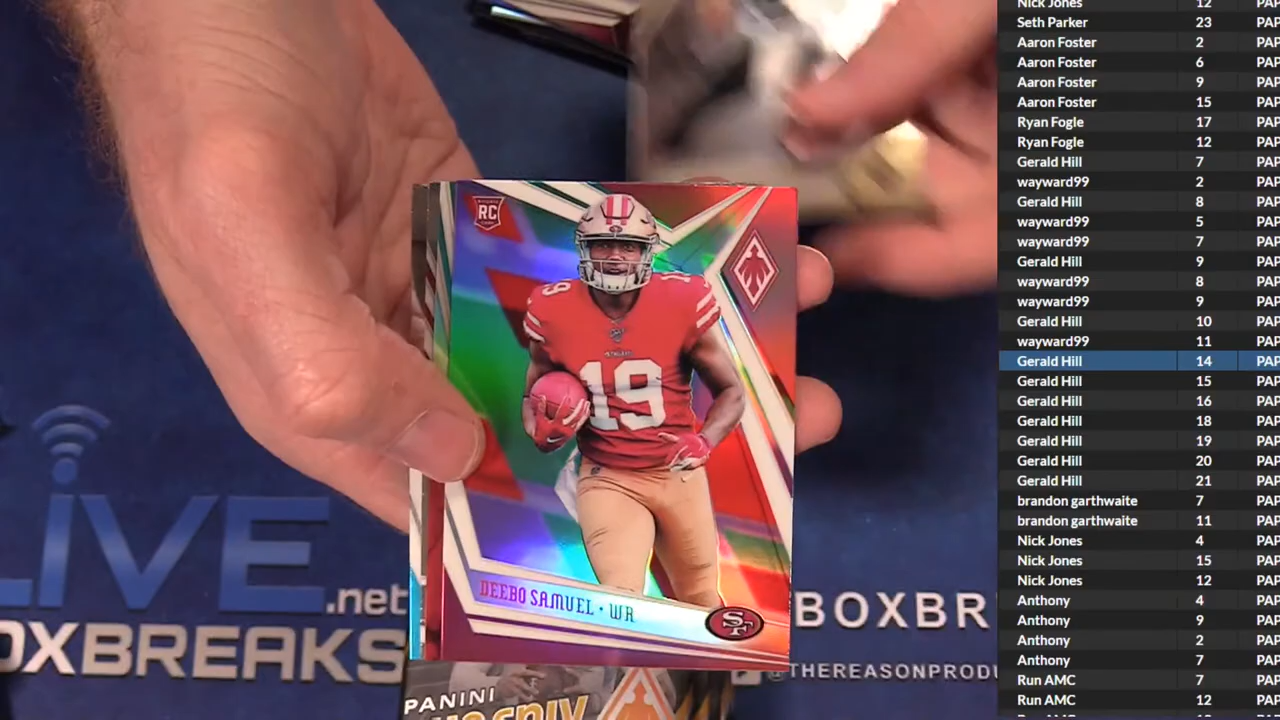 RC
19
19
19
DEEBO SAMUEL • WR
SF
PANINI
LIVE.net
BOXBREAKS
BOXBR
@THEREASONPRODU
Nick Jones 12 PAP
Seth Parker 23 PAP
Aaron Foster 2 PAP
Aaron Foster 6 PAP
Aaron Foster 9 PAP
Aaron Foster 15 PAP
Ryan Fogle 17 PAP
Ryan Fogle 12 PAP
Gerald Hill 7 PAP
wayward99 2 PAP
Gerald Hill 8 PAP
wayward99 5 PAP
wayward99 7 PAP
Gerald Hill 9 PAP
wayward99 8 PAP
wayward99 9 PAP
Gerald Hill 10 PAP
wayward99 11 PAP
Gerald Hill 14 PAP
Gerald Hill 15 PAP
Gerald Hill 16 PAP
Gerald Hill 18 PAP
Gerald Hill 19 PAP
Gerald Hill 20 PAP
Gerald Hill 21 PAP
brandon garthwaite 7 PAP
brandon garthwaite 11 PAP
Nick Jones 4 PAP
Nick Jones 15 PAP
Nick Jones 12 PAP
Anthony 4 PAP
Anthony 9 PAP
Anthony 2 PAP
Anthony 7 PAP
Run AMC 7 PAP
Run AMC 12 PAP